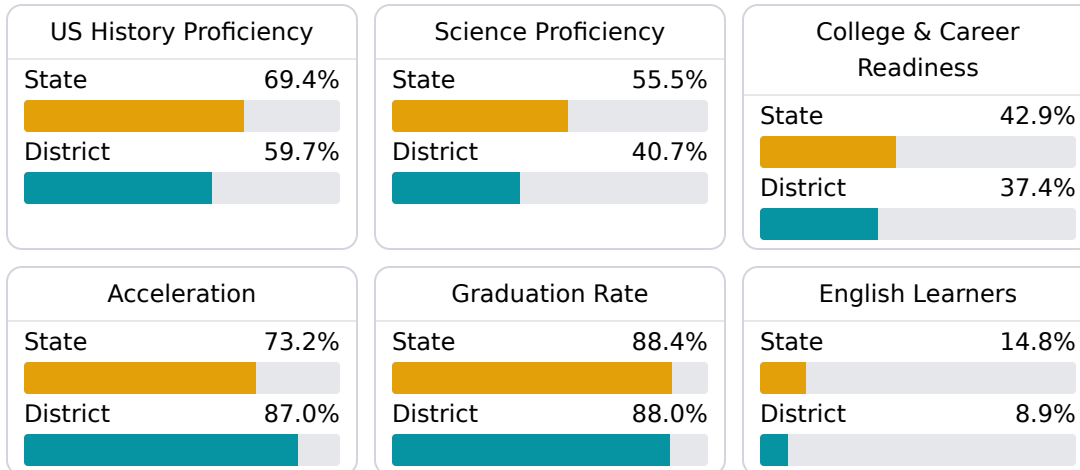 US History Proficiency
State 69.4%
District 59.7%
Science Proficiency
State 55.5%
District 40.7%
College & Career
Readiness
State 42.9%
District 37.4%
Acceleration
State 73.2%
District 87.0%
Graduation Rate
State 88.4%
District 88.0%
English Learners
State 14.8%
District 8.9%